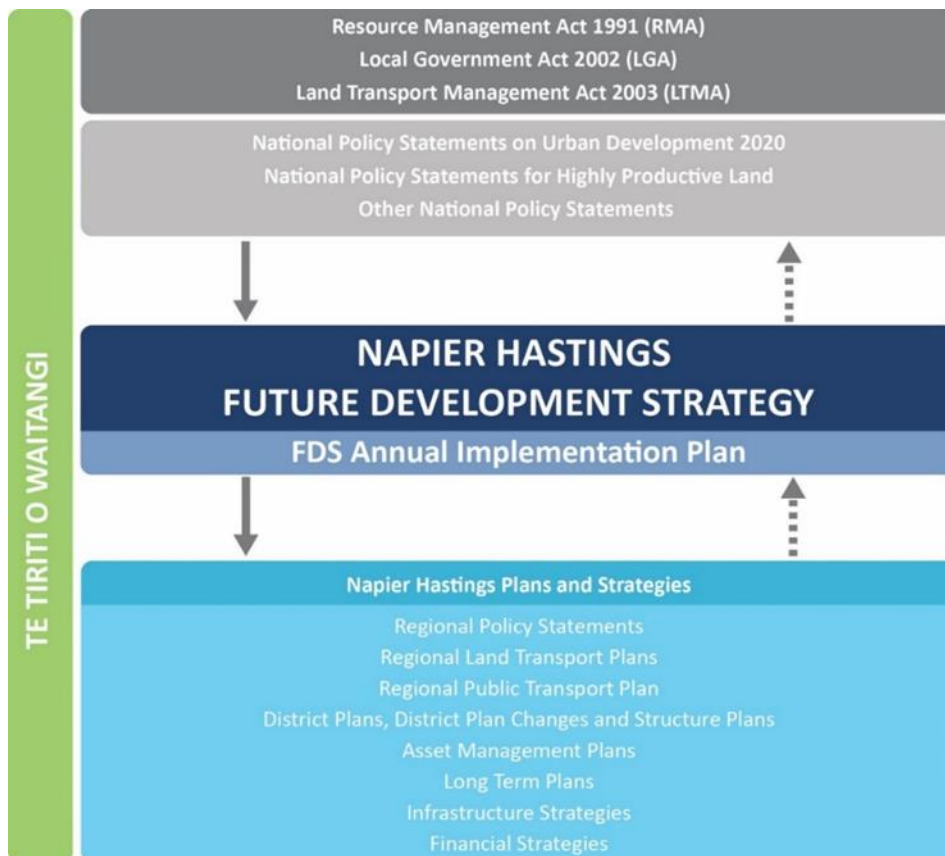 TE TIRITI O WAITANGI
Resource Management Act 1991 (RMA)
Local Government Act 2002 (LGA)
Land Transport Management Act 2003 (LTMA)
National Policy Statements on Urban Development 2020
National Policy Statements for Highly Productive Land
Other National Policy Statements
NAPIER HASTINGS
FUTURE DEVELOPMENT STRATEGY
FDS Annual Implementation Plan
Napier Hastings Plans and Strategies
Regional Policy Statements
Regional Land Transport Plans
Regional Public Transport Plan
District Plans, District Plan Changes and Structure Plans
Asset Management Plans
Long Term Plans
Infrastructure Strategies
Financial Strategies